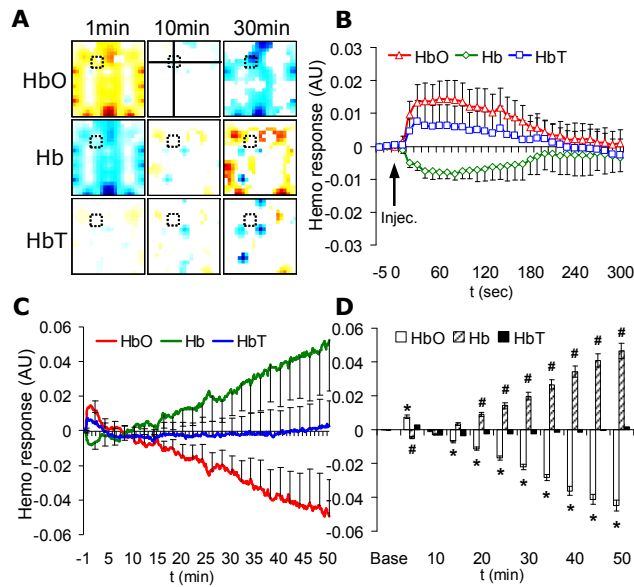 A
1min 10min 30min
HbO
Hb
HbT
B
HbO Hb HbT
Hemo response (AU)
0.03
0.02
0.01
0
-0.01
-0.02
-0.03
Injec.
-5 0 60 120 180 240 300
t (sec)
C
HbO Hb HbT
Hemo response (AU)
0.06
0.04
0.02
0
-0.02
-0.04
-0.06
-1 5 10 15 20 25 30 35 40 45 50
t (min)
D
HbO Hb HbT
0.06
0.04
0.02
0
-0.02
-0.04
-0.06
* # * * # * # * # * # * # * # * #
Base 10 20 30 40 50
t (min)